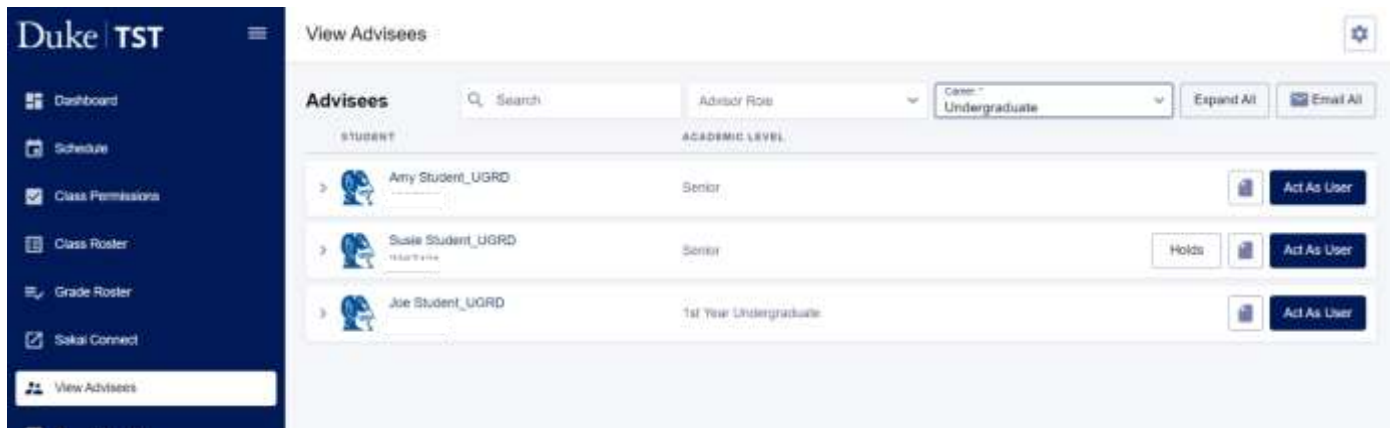 Duke TST
Dashboard
Schedule
Class Permissions
Class Roster
Grade Roster
Sakai Connect
View Advisees
View Advisees
Advisees
Search
Advisor Role
Career *
Undergraduate
Expand All
Email All
STUDENT
ACADEMIC LEVEL
Amy Student_UGRD
Senior
Act As User
Susie Student_UGRD
Senior
Holds
Act As User
Joe Student_UGRD
1st Year Undergraduate
Act As User